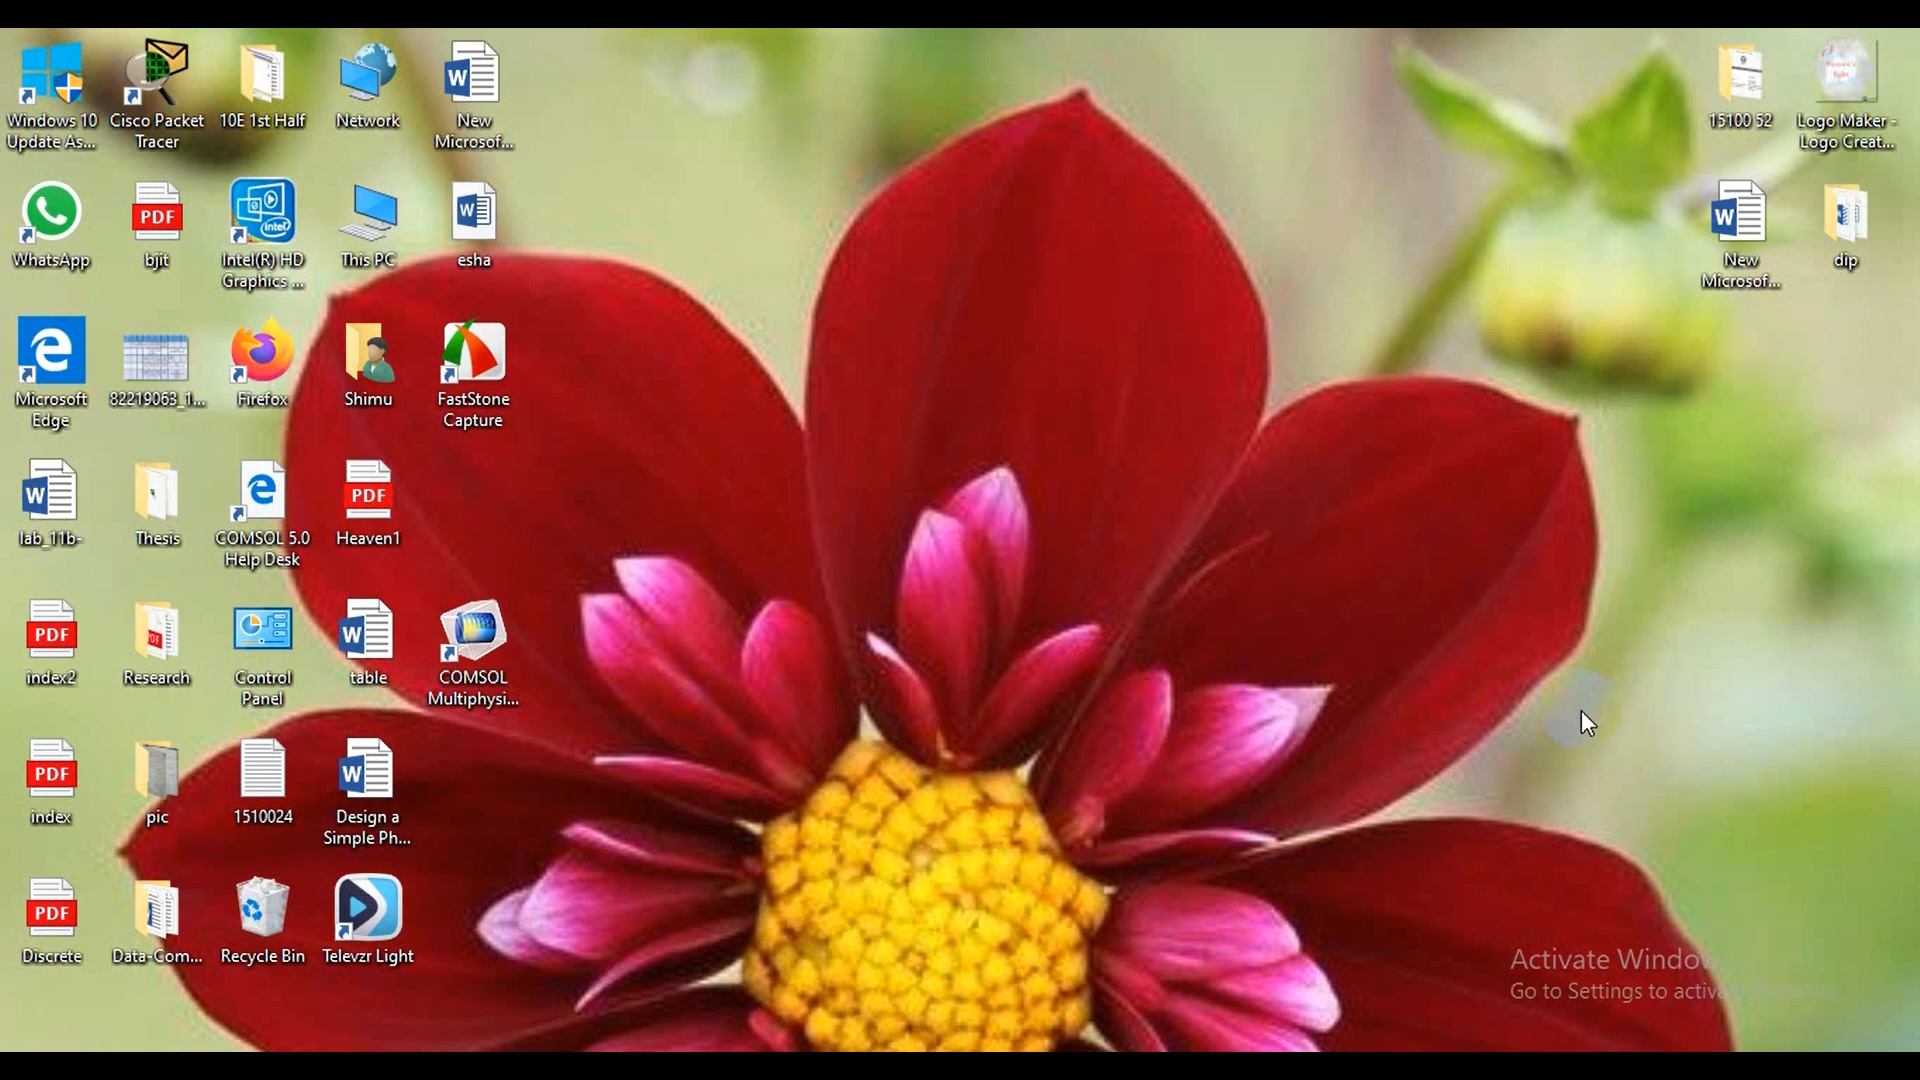 Windows 10
Update As...
Cisco Packet
Tracer
10E 1st Half
Network
New
Microsof...
15100 52
Logo Maker -
Logo Creat...
WhatsApp
PDF
bjit
intel
Intel(R) HD
Graphics ...
This PC
W
esha
New
Microsof...
dip
Microsoft
Edge
82219063_1...
Firefox
Shimu
FastStone
Capture
W
lab_11b-
Thesis
COMSOL 5.0
Help Desk
PDF
Heaven1
PDF
index2
Research
Control
Panel
W
table
COMSOL
Multiphysi...
PDF
index
pic
1510024
W
Design a
Simple Ph...
PDF
Discrete
Data-Com...
Recycle Bin
Televzr Light
Activate Window
Go to Settings to activa